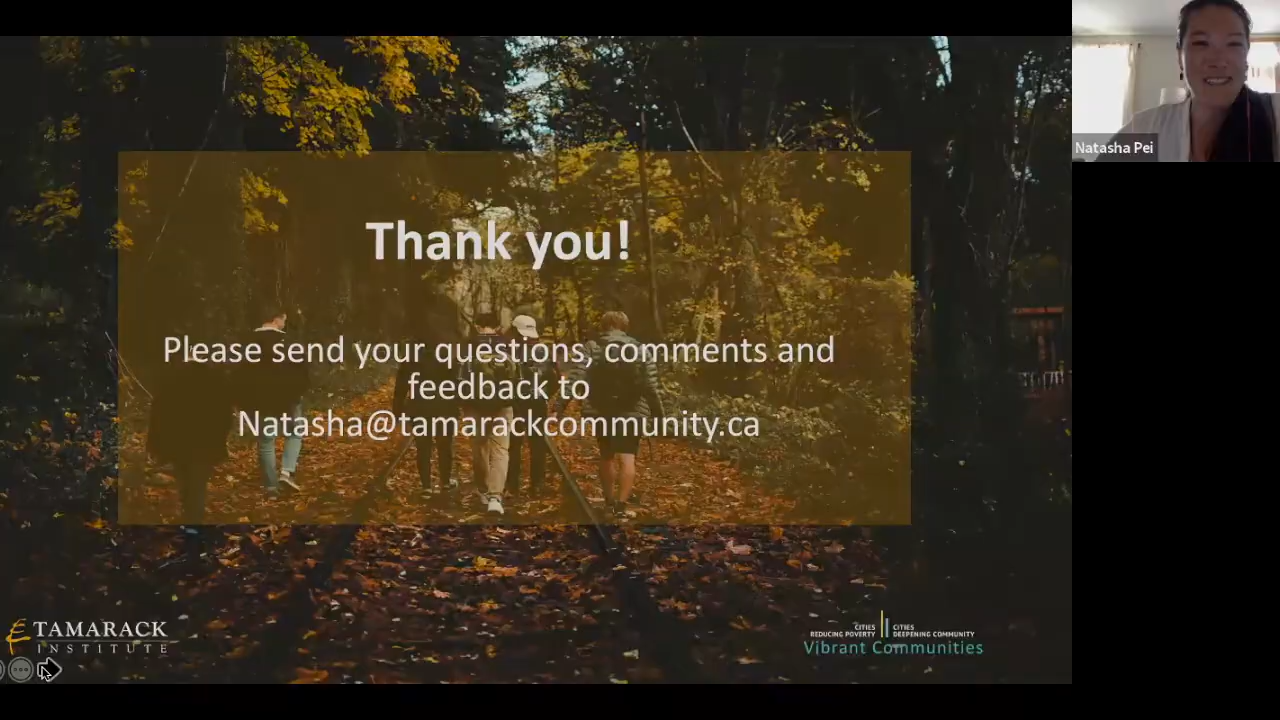 Natasha Pei
Thank you!
Please send your questions, comments and
feedback to
Natasha@tamarackcommunity.ca
TAMARACK
INSTITUTE
CITIES
REDUCING POVERTY
CITIES
DEEPENING COMMUNITY
Vibrant Communities